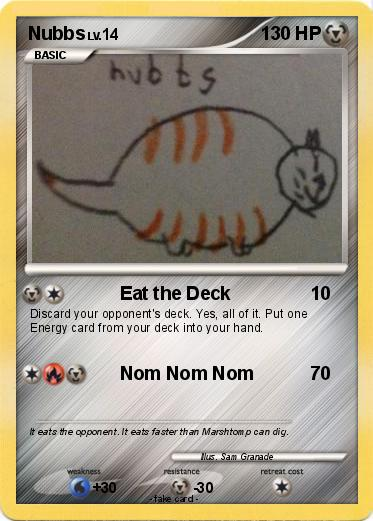 Nubbs LV.14 130 HP
BASIC
nubbs
Eat the Deck 10
Discard your opponent's deck. Yes, all of it. Put one
Energy card from your deck into your hand.
Nom Nom Nom 70
It eats the opponent. It eats faster than Marshtomp can dig.
Illus. Sam Granade
weakness resistance retreat cost
+30 -30
- fake card -